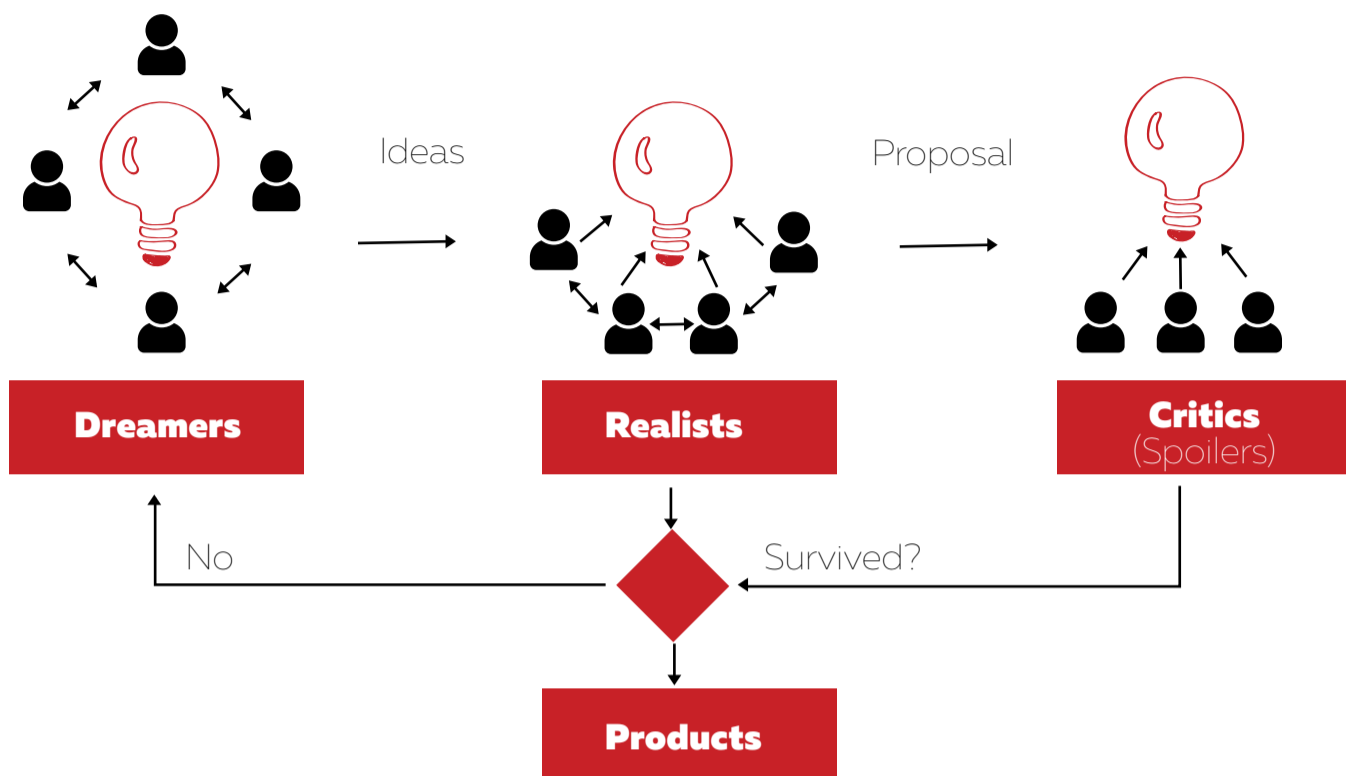 Ideas
Proposal
Dreamers
Realists
Critics
(Spoilers)
No
Survived?
Products